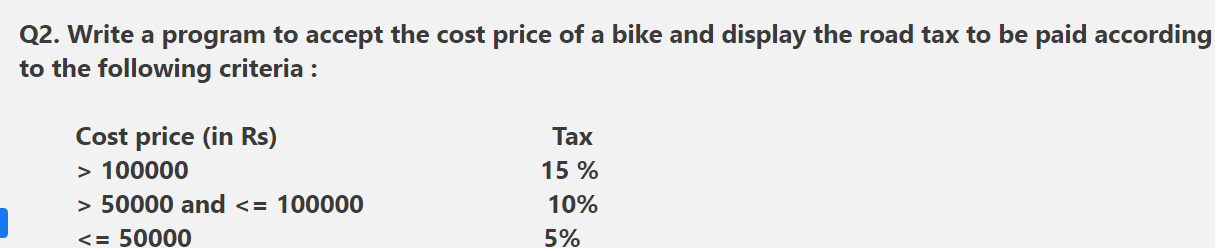 Q2. Write a program to accept the cost price of a bike and display the road tax to be paid according
to the following criteria :
Cost price (in Rs) Tax
> 100000 15 %
> 50000 and <= 100000 10%
<= 50000 5%